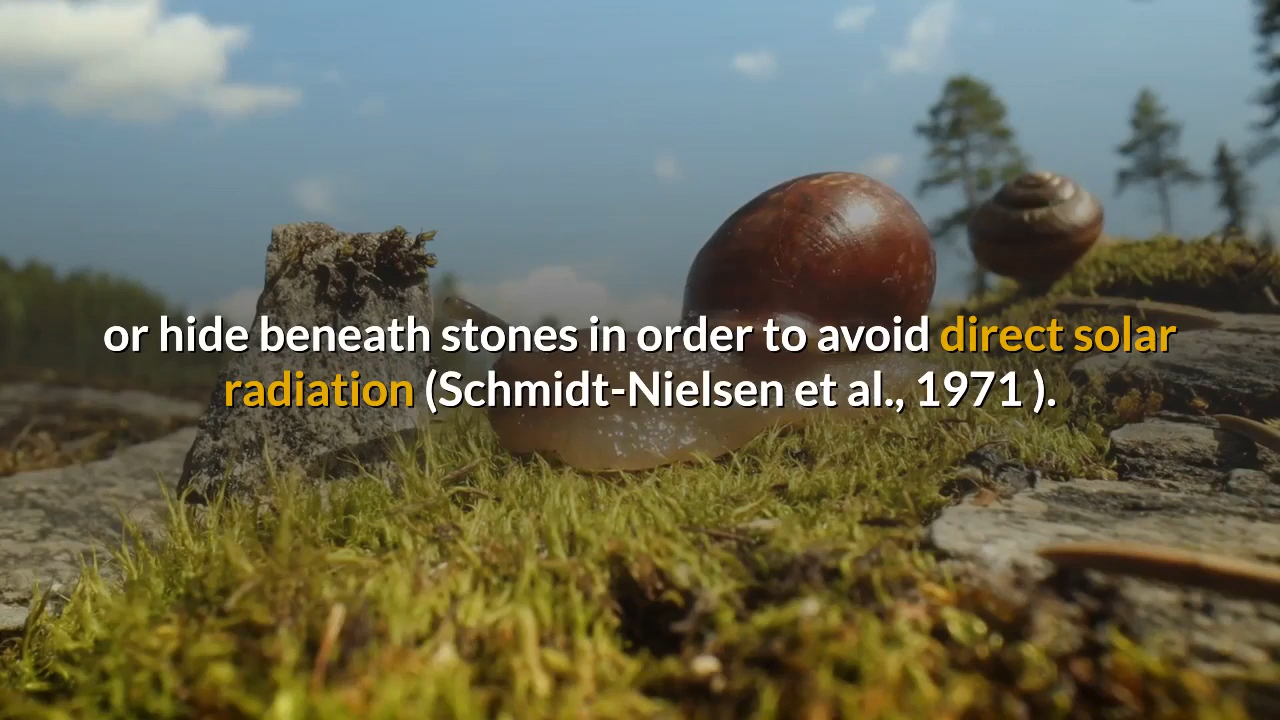 or hide beneath stones in order to avoid direct solar
radiation (Schmidt-Nielsen et al., 1971 ).